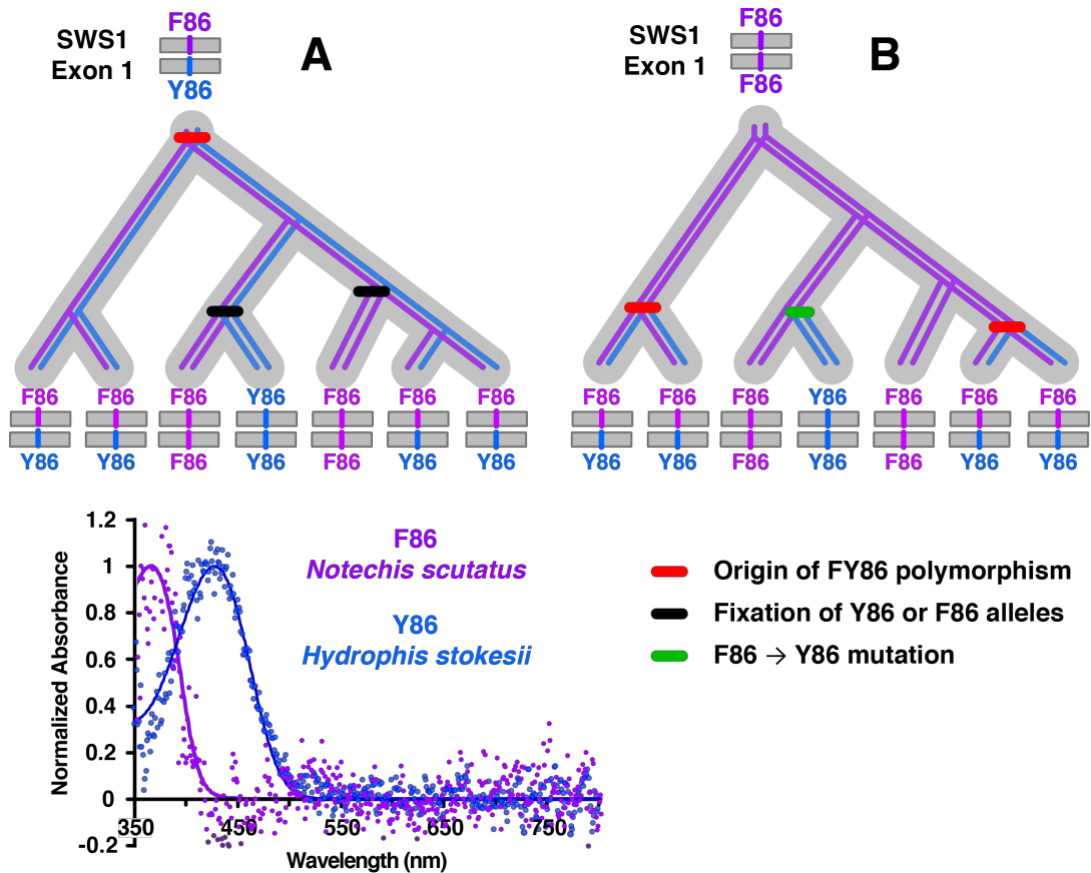 F86
SWS1
Exon 1
Y86
A
F86
SWS1
Exon 1
F86
B
F86 F86 F86 Y86 F86 F86 F86
Y86 Y86 F86 Y86 F86 Y86 Y86
F86 F86 F86 Y86 F86 F86 F86
Y86 Y86 F86 Y86 F86 Y86 Y86
1.2
1
0.8
0.6
0.4
0.2
0
-0.2
Normalized Absorbance
350 450 550 650 750
Wavelength (nm)
F86
Notechis scutatus
Y86
Hydrophis stokesii
Origin of FY86 polymorphism
Fixation of Y86 or F86 alleles
F86 → Y86 mutation